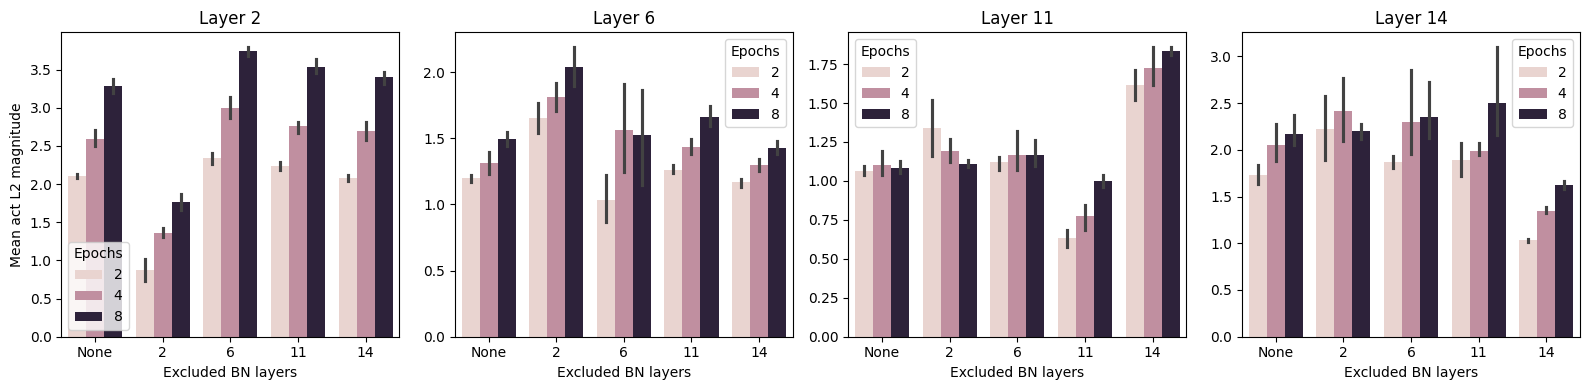 Layer 2
Mean act L2 magnitude
3.5
3.0
2.5
2.0
1.5
1.0
0.5
0.0
Epochs
2
4
8
None 2 6 11 14
Excluded BN layers
Layer 6
2.0
1.5
1.0
0.5
0.0
Epochs
2
4
8
None 2 6 11 14
Excluded BN layers
Layer 11
1.75
1.50
1.25
1.00
0.75
0.50
0.25
0.00
Epochs
2
4
8
None 2 6 11 14
Excluded BN layers
Layer 14
3.0
2.5
2.0
1.5
1.0
0.5
0.0
Epochs
2
4
8
None 2 6 11 14
Excluded BN layers